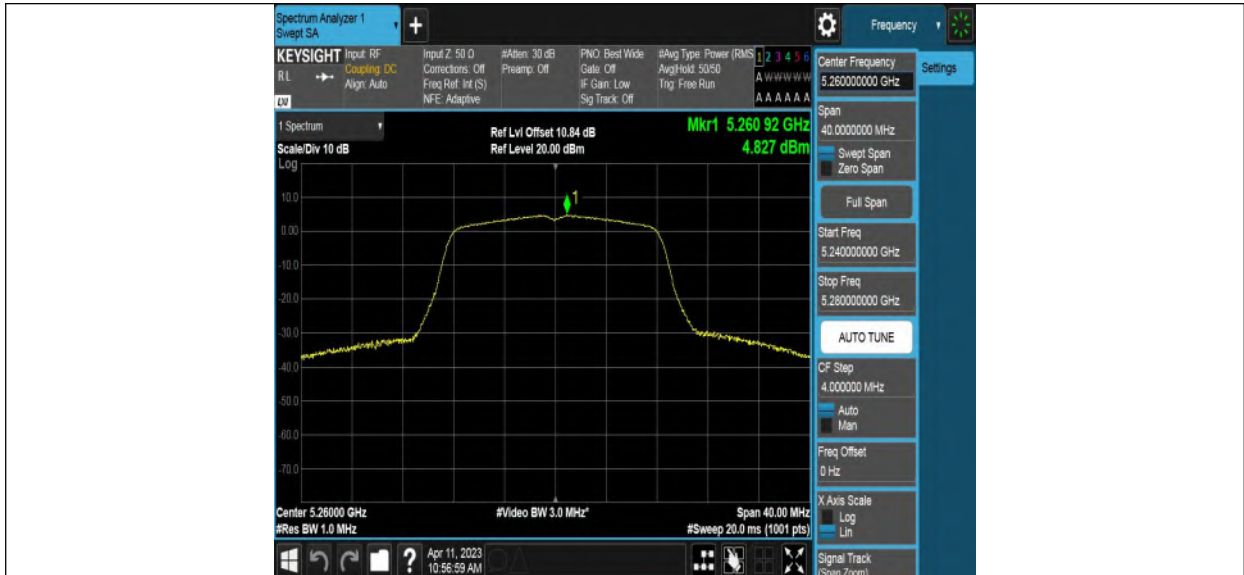 Spectrum Analyzer 1
Swept SA
Frequency
KEYSIGHT
RL
LXI
Input: RF
Coupling: DC
Align: Auto
Input Z: 50 Ω
Corrections: Off
Freq Ref: Int (S)
NFE: Adaptive
#Atten: 30 dB
Preamp: Off
PNO: Best Wide
Gate: Off
IF Gain: Low
Sig Track: Off
#Avg Type: Power (RMS
Avg|Hold: 50/50
Trig: Free Run
1 2 3 4 5 6
A W W W W W
A A A A A A
1 Spectrum
Scale/Div 10 dB
Log
Ref Lvl Offset 10.84 dB
Ref Level 20.00 dBm
Mkr1 5.260 92 GHz
4.827 dBm
1
10.0
0.00
-10.0
-20.0
-30.0
-40.0
-50.0
-60.0
-70.0
Center 5.26000 GHz
#Res BW 1.0 MHz
#Video BW 3.0 MHz*
Span 40.00 MHz
#Sweep 20.0 ms (1001 pts)
?
Apr 11, 2023
10:56:59 AM
Center Frequency
5.260000000 GHz
Settings
Span
40.0000000 MHz
Swept Span
Zero Span
Full Span
Start Freq
5.240000000 GHz
Stop Freq
5.280000000 GHz
AUTO TUNE
CF Step
4.000000 MHz
Auto
Man
Freq Offset
0 Hz
X Axis Scale
Log
Lin
Signal Track
(Span Zoom)